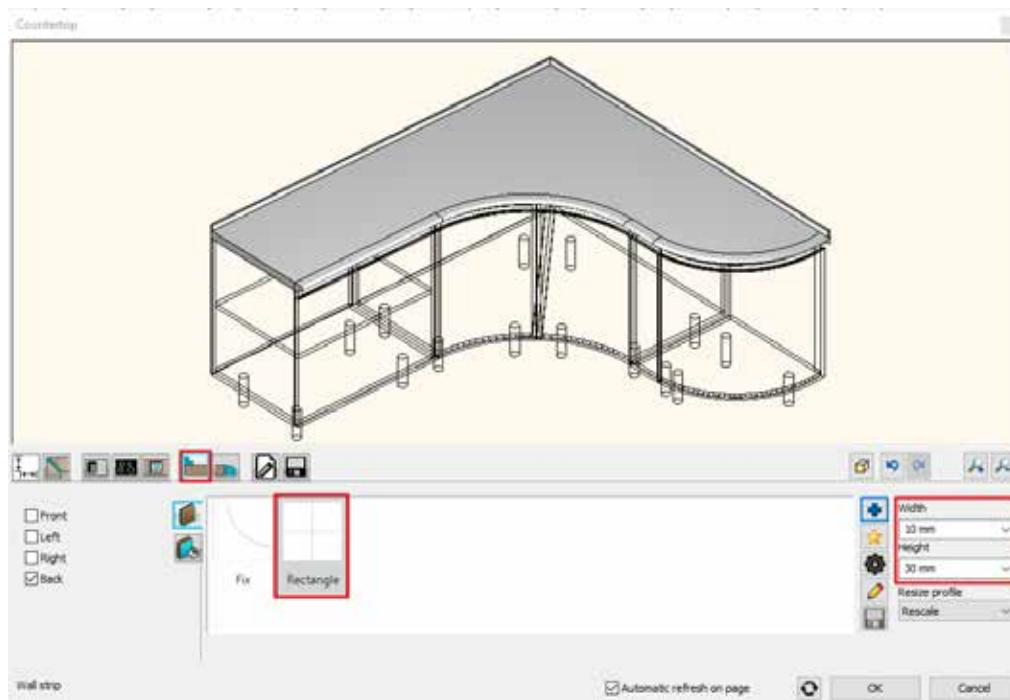 Countertop
Front
Left
Right
Back
Fix
Rectangle
Width
10 mm
Height
30 mm
Resize profile
Rescale
Wall strip
Automatic refresh on page
OK
Cancel